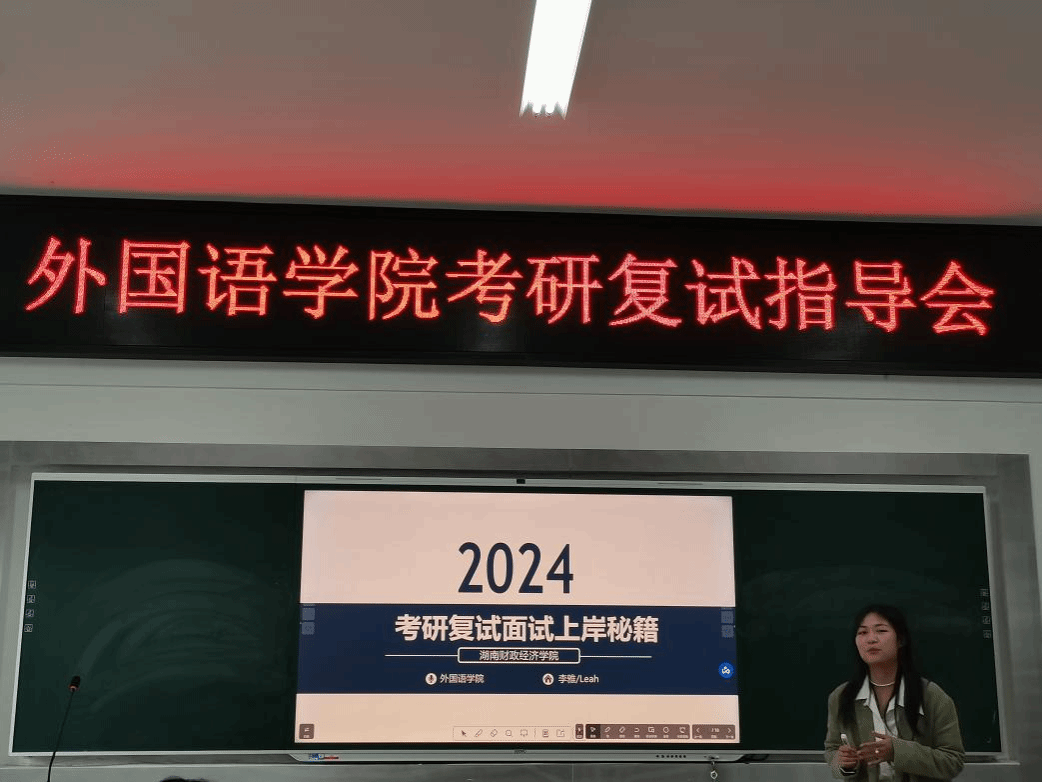 外国语学院考研复试指导会
2024
考研复试面试上岸秘籍
湖南财政经济学院
外国语学院
李雅/Leah